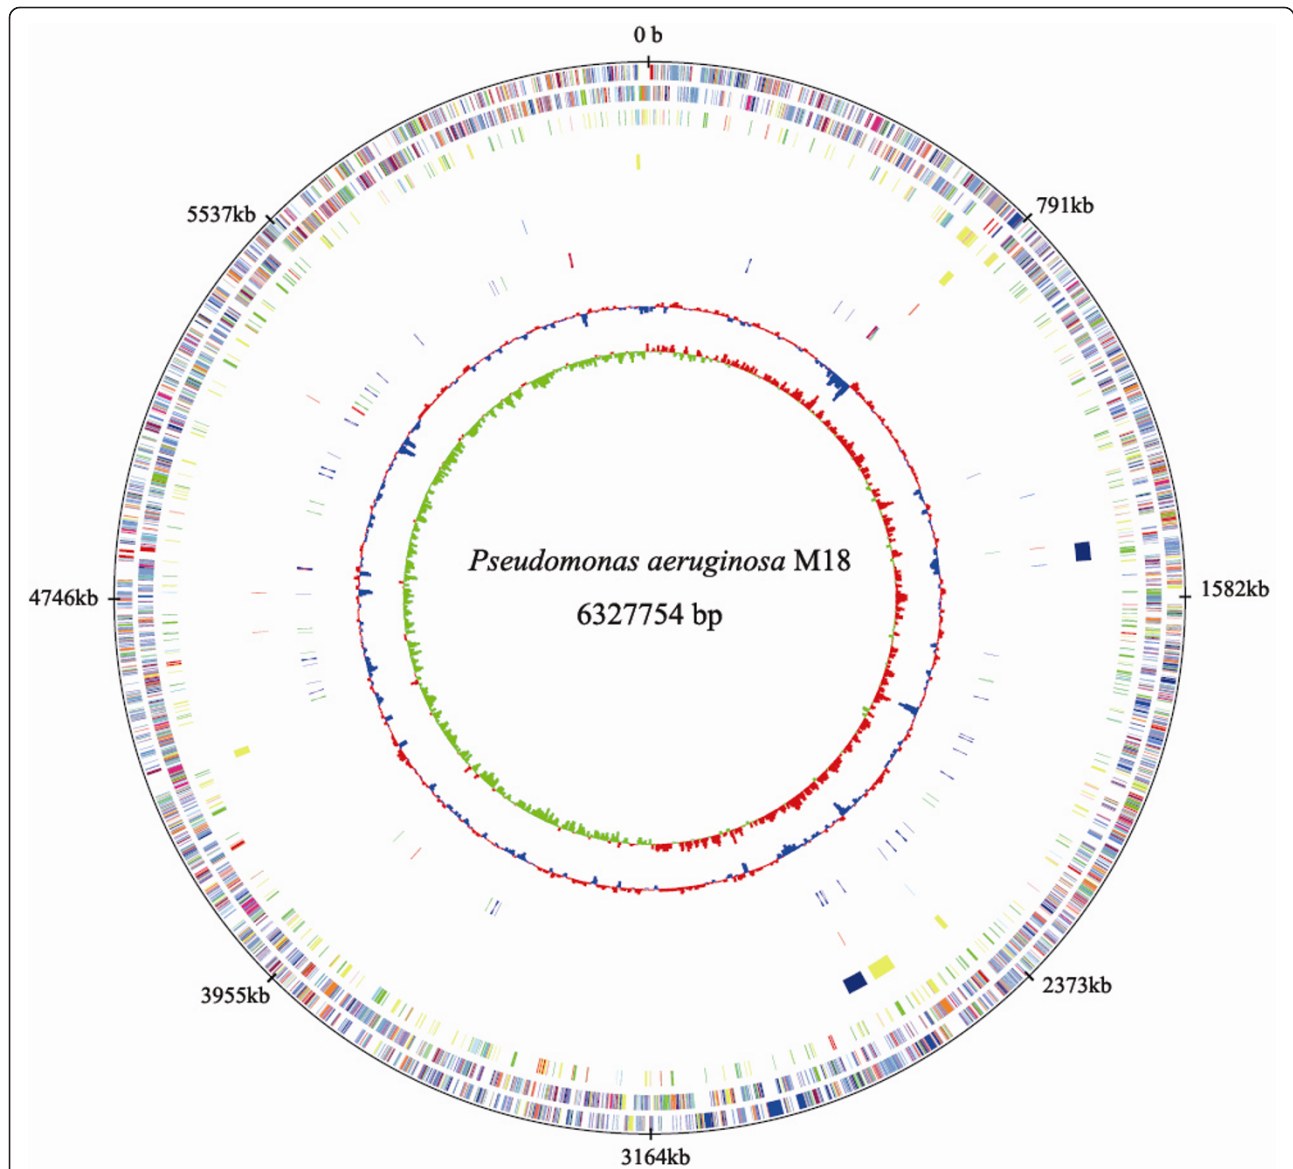 0 b
5537kb
791kb
Pseudomonas aeruginosa M18
4746kb
1582kb
6327754 bp
3955kb
2373kb
3164kb